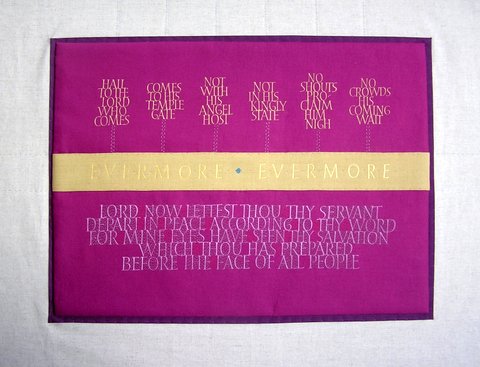 HAIL
TO THE
LORD
WHO
COMES
COMES
TO HIS
TEMPLE
GATE
NOT
WITH
HIS
ANGEL
HOST
NOT
IN HIS
KINGLY
STATE
NO
SHOUTS
PRO
CLAIM
HIM
NIGH
NO
CROWDS
HIS
COMING
WAIT
EVERMORE • EVERMORE
LORD NOW LETTEST THOU THY SERVANT
DEPART IN PEACE ACCORDING TO THY WORD
FOR MINE EYES HAVE SEEN THY SALVATION
WHICH THOU HAS PREPARED
BEFORE THE FACE OF ALL PEOPLE